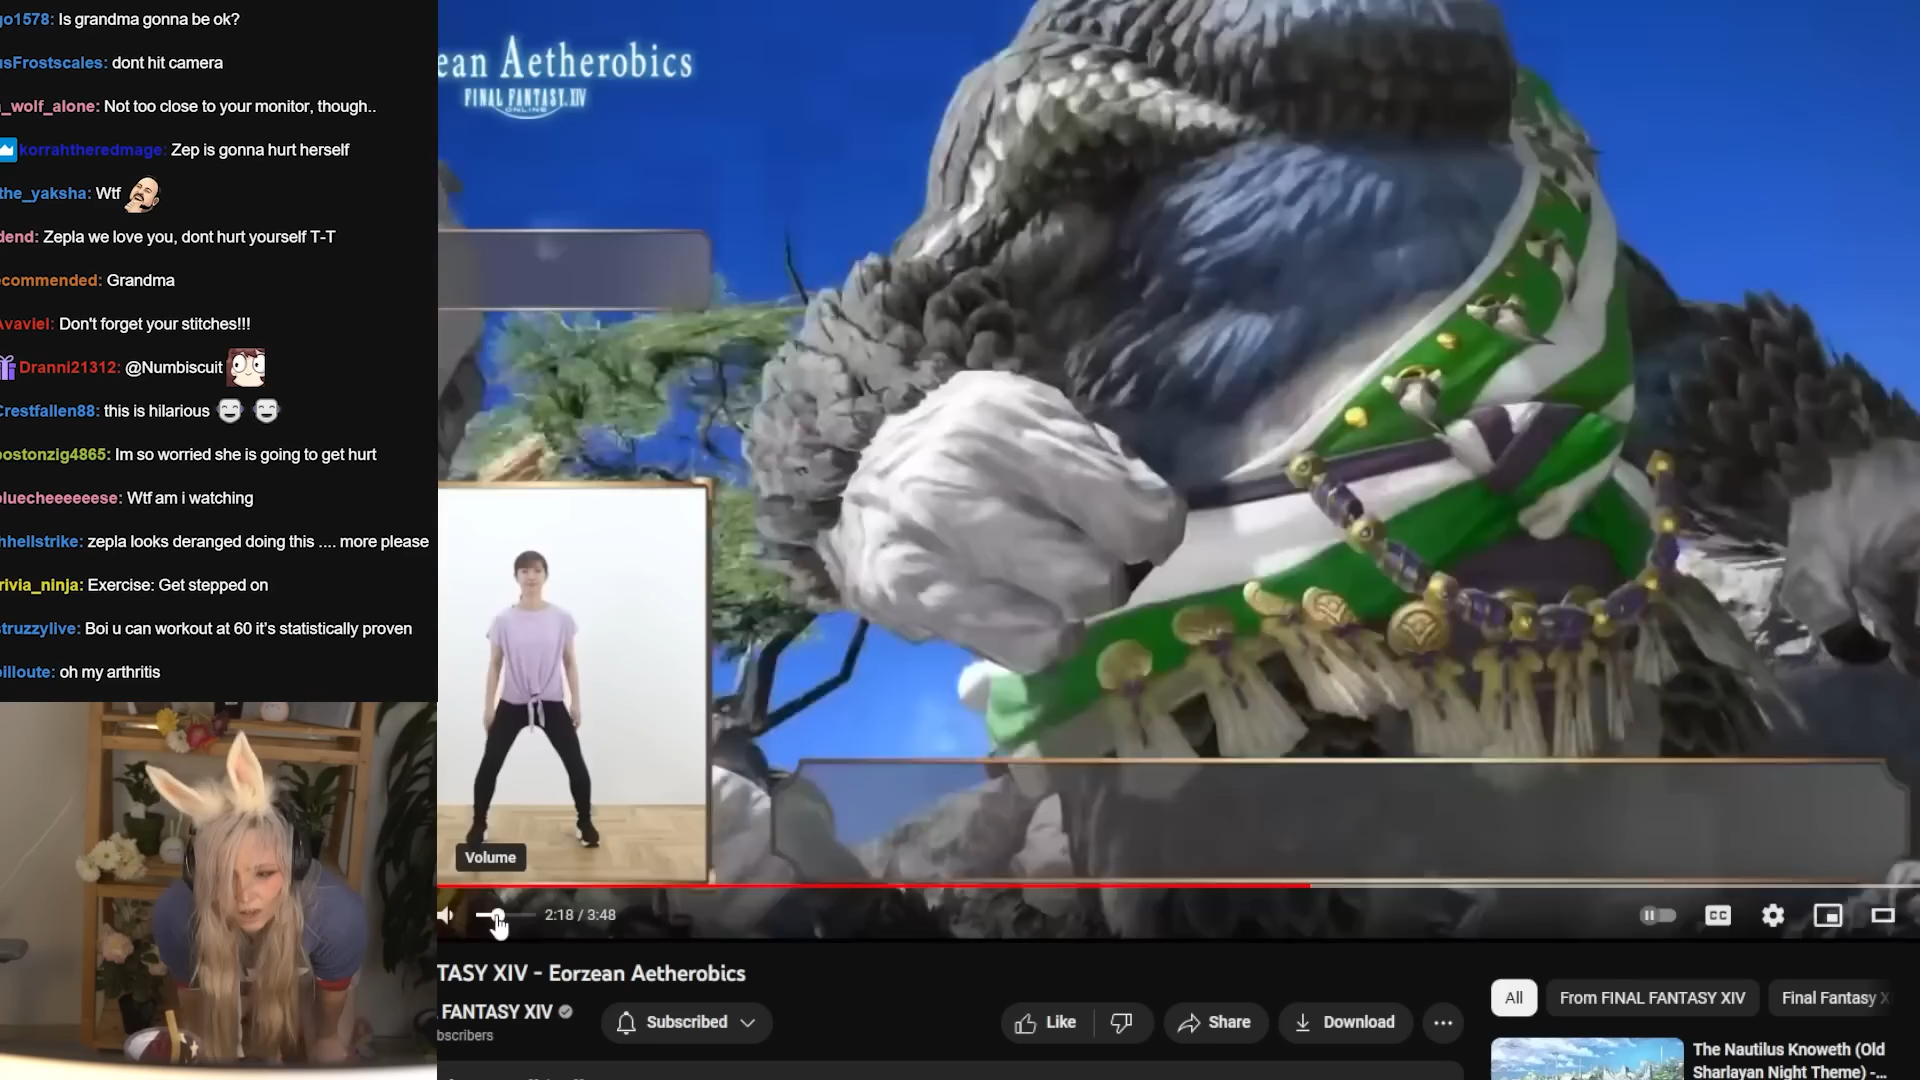 go1578: Is grandma gonna be ok?
usFrostscales: dont hit camera
_wolf_alone: Not too close to your monitor, though..
korrahtheredmage: Zep is gonna hurt herself
the_yaksha: Wtf
dend: Zepla we love you, dont hurt yourself T-T
ecommended: Grandma
Avaviel: Don't forget your stitches!!!
Dranni21312: @Numbiscuit
Crestfallen88: this is hilarious
bostonzig4865: Im so worried she is going to get hurt
bluecheeeeeese: Wtf am i watching
hhellstrike: zepla looks deranged doing this .... more please
rivia_ninja: Exercise: Get stepped on
struzzylive: Boi u can workout at 60 it's statistically proven
billoute: oh my arthritis
ean Aetherobics
FINAL FANTASY XIV
ONLINE
Volume
2:18 / 3:48
CC
TASY XIV - Eorzean Aetherobics
FANTASY XIV
bscribers
Subscribed
Like
Share
Download
All
From FINAL FANTASY XIV
Final Fantasy X
The Nautilus Knoweth (Old
Sharlayan Night Theme) -...